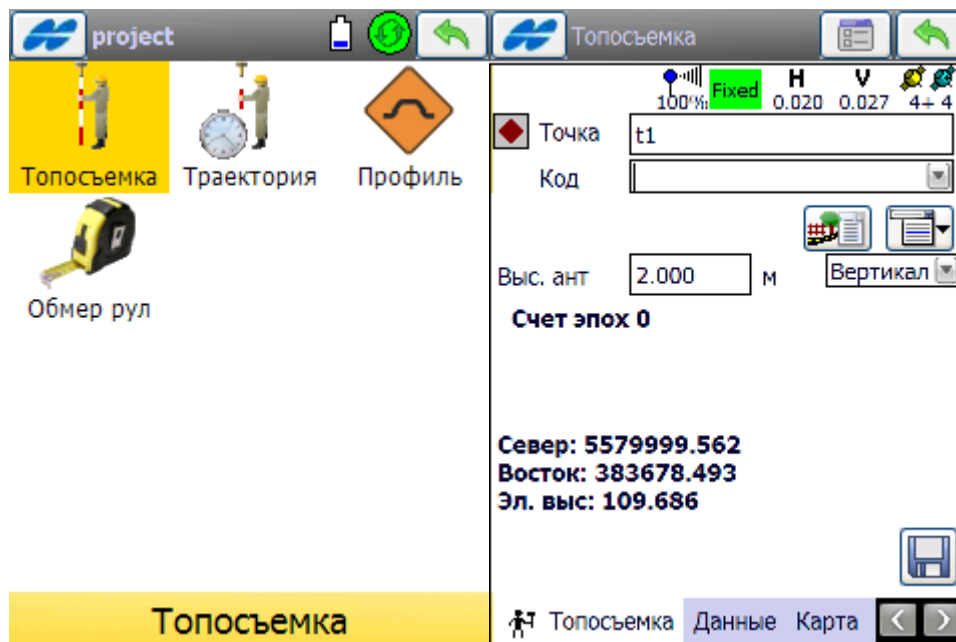 project
Топосъемка
Траектория
Профиль
Обмер рул
Топосъемка
Топосъемка
100% Fixed H 0.020 V 0.027 4+ 4
Точка t1
Код
Выс. ант 2.000 м Вертикал
Счет эпох 0
Север: 5579999.562
Восток: 383678.493
Эл. выс: 109.686
Топосъемка Данные Карта